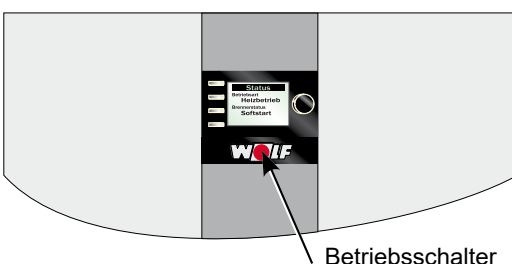 Status
Betriebsart
Heizbetrieb
Brennerstatus
Softstart
WOLF
Betriebsschalter